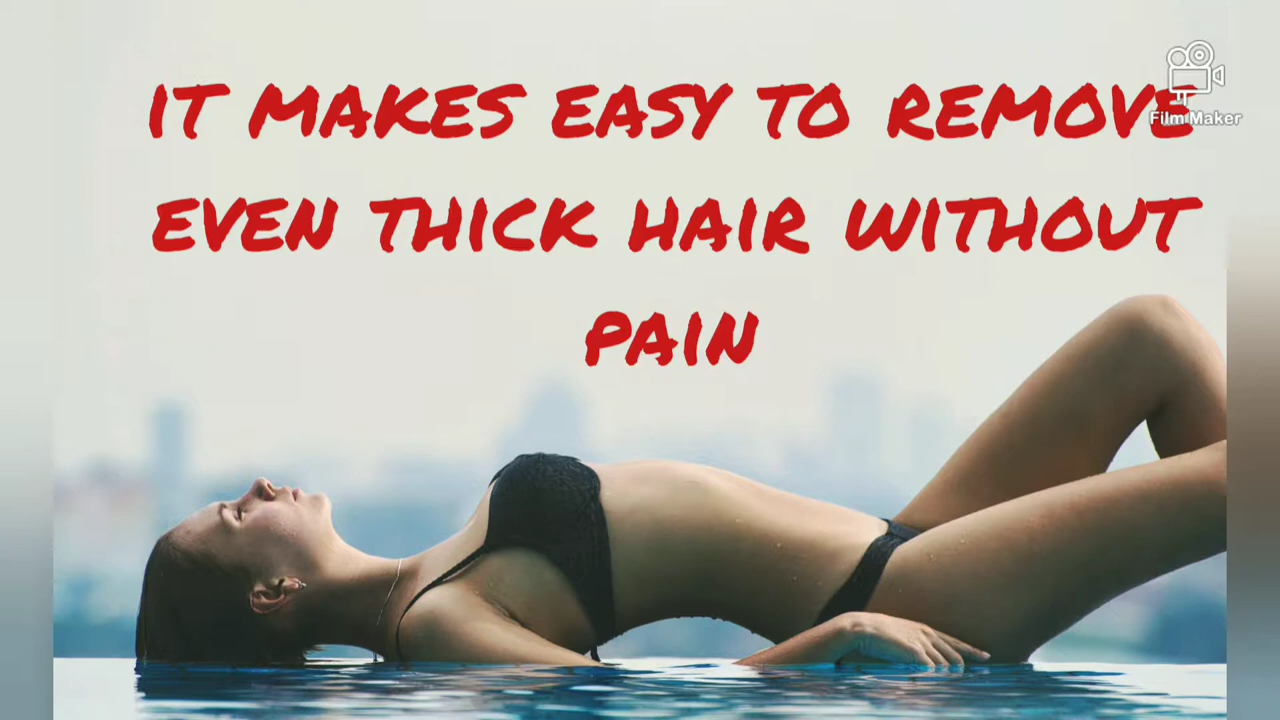 IT MAKES EASY TO REMOVE
EVEN THICK HAIR WITHOUT
PAIN
Film Maker